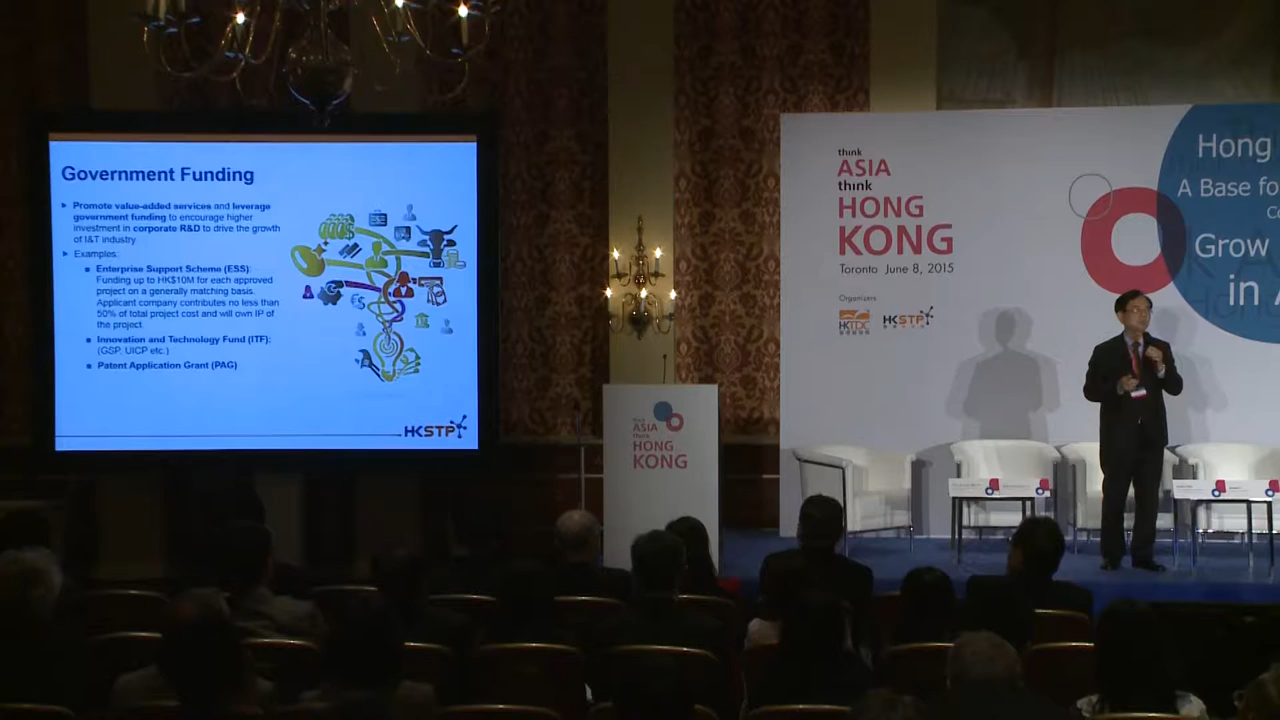 Government Funding
Promote value-added services and leverage
government funding to encourage higher
investment in corporate R&D to drive the growth
of I&T industry
Examples:
Enterprise Support Scheme (ESS):
Funding up to HK$10M for each approved
project on a generally matching basis.
Applicant company contributes no less than
50% of total project cost and will own IP of
the project.
Innovation and Technology Fund (ITF):
(GSP, UICP etc.)
Patent Application Grant (PAG)
HKSTP
think
ASIA
think
HONG
KONG
Toronto June 8, 2015
Organizers
HKTDC
HKSTP
Hong
A Base fo
Grow
in
ASIA
think
HONG
KONG